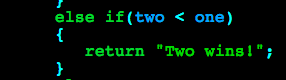 }
else if(two < one)
{
return "Two wins!";
}